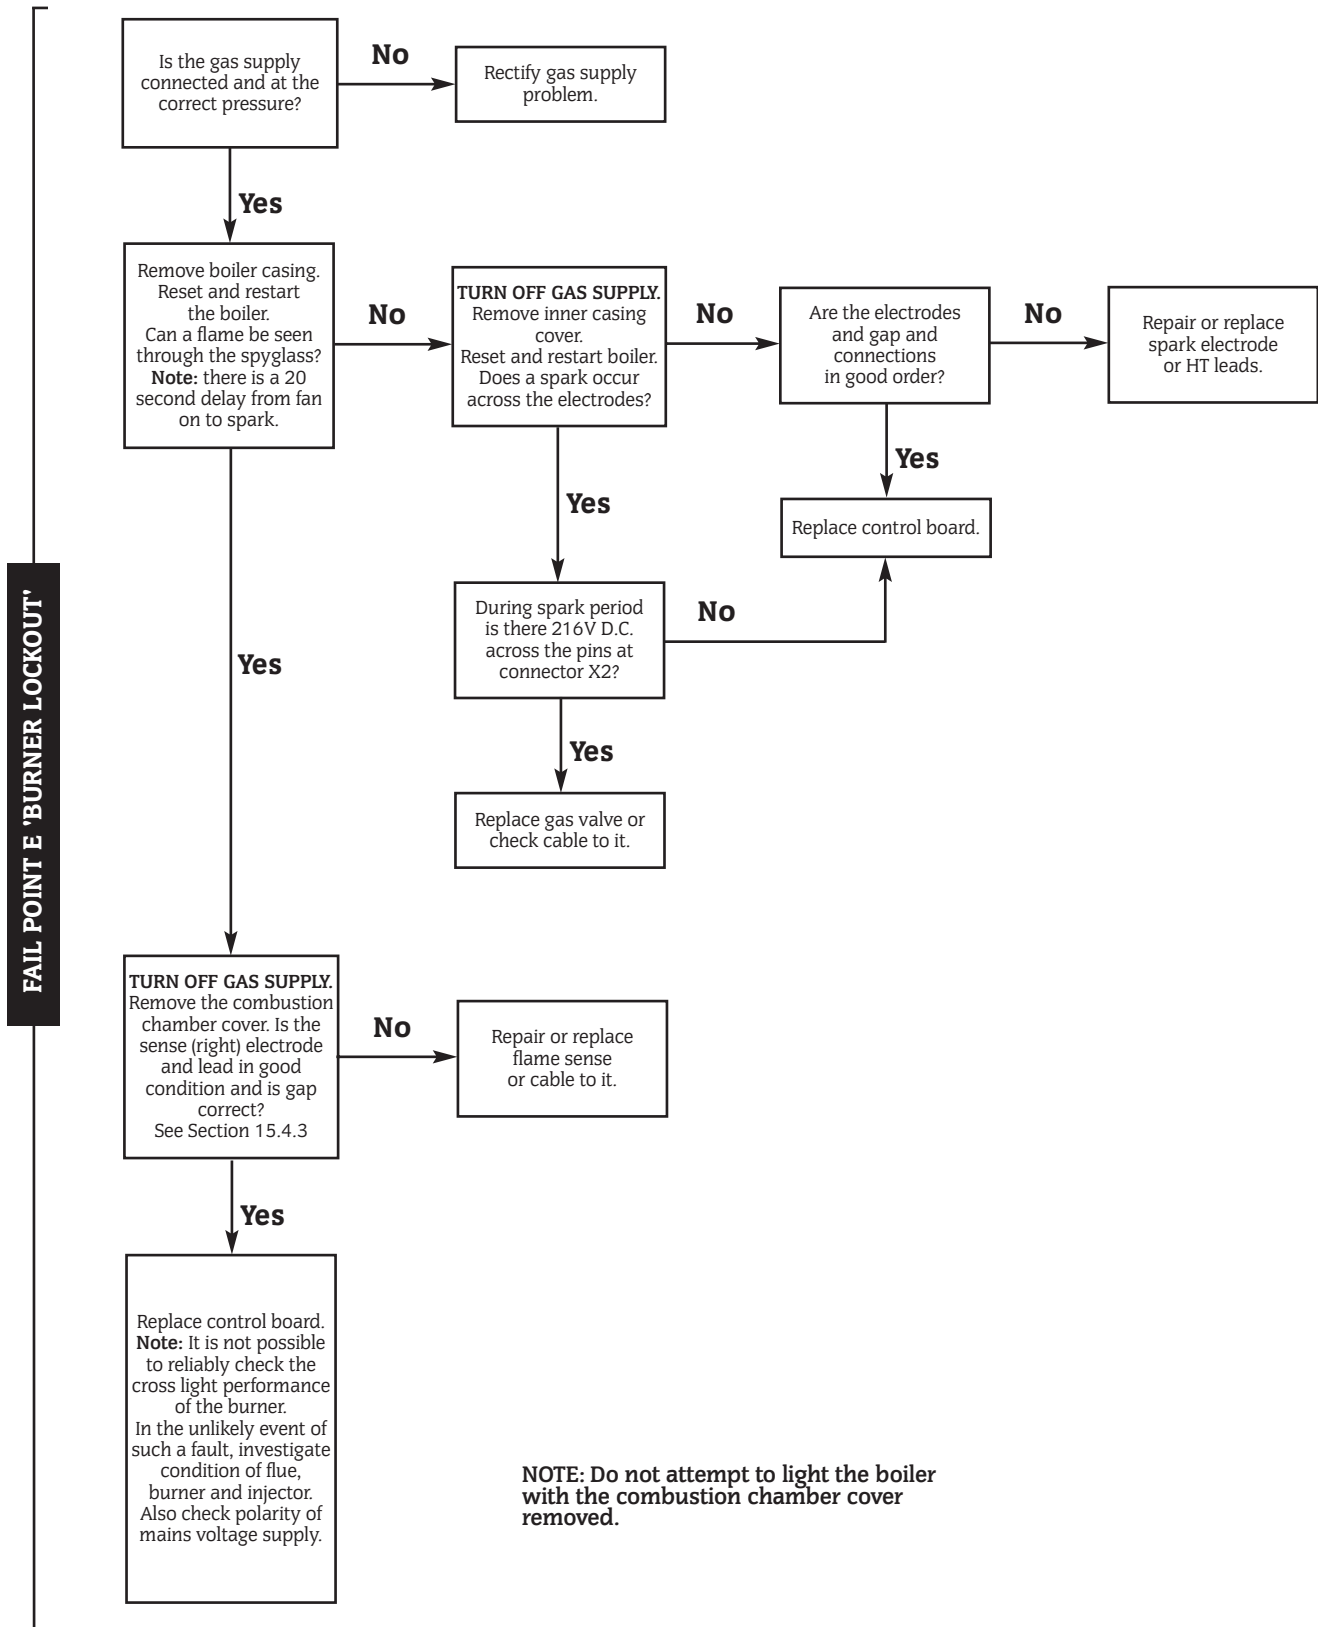 FAIL POINT E 'BURNER LOCKOUT'
Is the gas supply
connected and at the
correct pressure?
No
Rectify gas supply
problem.
Yes
Remove boiler casing.
Reset and restart
the boiler.
Can a flame be seen
through the spyglass?
Note: there is a 20
second delay from fan
on to spark.
No
TURN OFF GAS SUPPLY.
Remove inner casing
cover.
Reset and restart boiler.
Does a spark occur
across the electrodes?
No
Are the electrodes
and gap and
connections
in good order?
No
Repair or replace
spark electrode
or HT leads.
Yes
Replace control board.
Yes
During spark period
is there 216V D.C.
across the pins at
connector X2?
No
Yes
Replace gas valve or
check cable to it.
Yes
TURN OFF GAS SUPPLY.
Remove the combustion
chamber cover. Is the
sense (right) electrode
and lead in good
condition and is gap
correct?
See Section 15.4.3
No
Repair or replace
flame sense
or cable to it.
Yes
Replace control board.
Note: It is not possible
to reliably check the
cross light performance
of the burner.
In the unlikely event of
such a fault, investigate
condition of flue,
burner and injector.
Also check polarity of
mains voltage supply.
NOTE: Do not attempt to light the boiler
with the combustion chamber cover
removed.